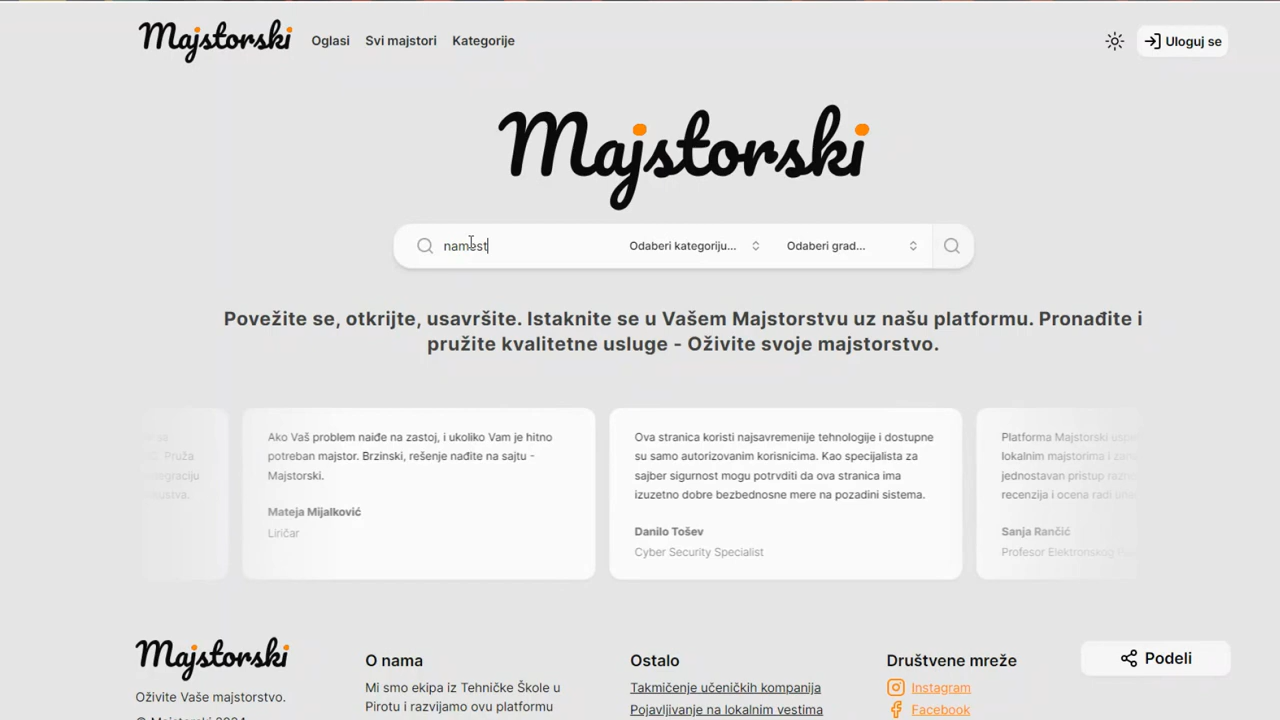 Majstorski
Oglasi
Svi majstori
Kategorije
Uloguj se
Majstorski
namest
Odaberi kategoriju...
Odaberi grad...
Povežite se, otkrijte, usavršite. Istaknite se u Vašem Majstorstvu uz našu platformu. Pronađite i
pružite kvalitetne usluge - Oživite svoje majstorstvo.
Pruža
Ako Vaš problem naiđe na zastoj, i ukoliko Vam je hitno
potreban majstor. Brzinski, rešenje nađite na sajtu -
Majstorski.
Mateja Mijalković
Liričar
Ova stranica koristi najsavremenije tehnologije i dostupne
su samo autorizovanim korisnicima. Kao specijalista za
sajber sigurnost mogu potvrditi da ova stranica ima
izuzetno dobre bezbednosne mere na pozadini sistema.
Danilo Tošev
Cyber Security Specialist
Platforma Majstorski
lokalnim majstorima i
jednostavan pristup
recenzija i ocena radi
Sanja Rančić
Profesor Elektronskog
Majstorski
Oživite Vaše majstorstvo.
O nama
Mi smo ekipa iz Tehničke Škole u
Pirotu i razvijamo ovu platformu
Ostalo
Takmičenje učeničkih kompanija
Pojavljivanje na lokalnim vestima
Društvene mreže
Instagram
Facebook
Podeli